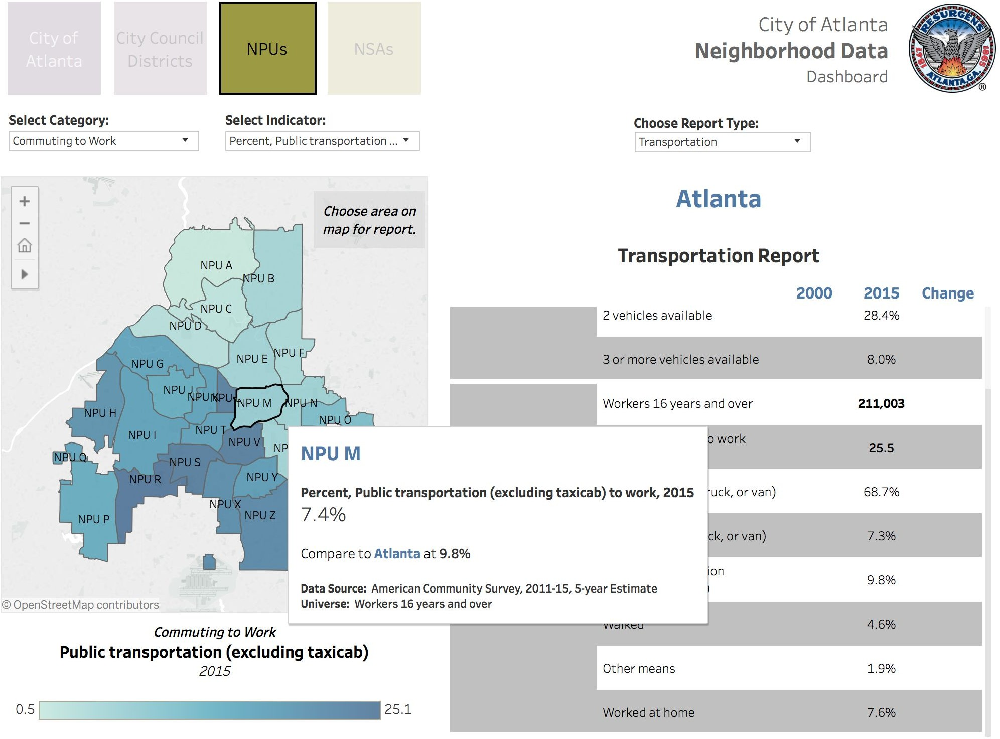 City of
Atlanta
City Council
Districts
NPUs
NSAs
City of Atlanta
Neighborhood Data
Dashboard
RESURGENS
1847
1865
ATLANTA, GA.
®
Select Category:
Commuting to Work
Select Indicator:
Percent, Public transportation ...
Choose Report Type:
Transportation
Choose area on
map for report.
NPU A
NPU B
NPU C
NPU D
NPU E
NPU F
NPU G
NPU J
NPU K
NPU
NPU M
NPU N
NPU H
NPU O
NPU T
NPU I
NPU V
NP
NPU Q
NPU S
NPU R
NPU Y
NPU X
NPU Z
NPU P
© OpenStreetMap contributors
NPU M
Percent, Public transportation (excluding taxicab) to work, 2015
7.4%
Compare to Atlanta at 9.8%
Data Source: American Community Survey, 2011-15, 5-year Estimate
Universe: Workers 16 years and over
Commuting to Work
Public transportation (excluding taxicab)
2015
0.5
25.1
Atlanta
Transportation Report
2000 2015 Change
2 vehicles available 28.4%
3 or more vehicles available 8.0%
Workers 16 years and over 211,003
o work
25.5
ruck, or van) 68.7%
ck, or van) 7.3%
ion
)
9.8%
Walked 4.6%
Other means 1.9%
Worked at home 7.6%